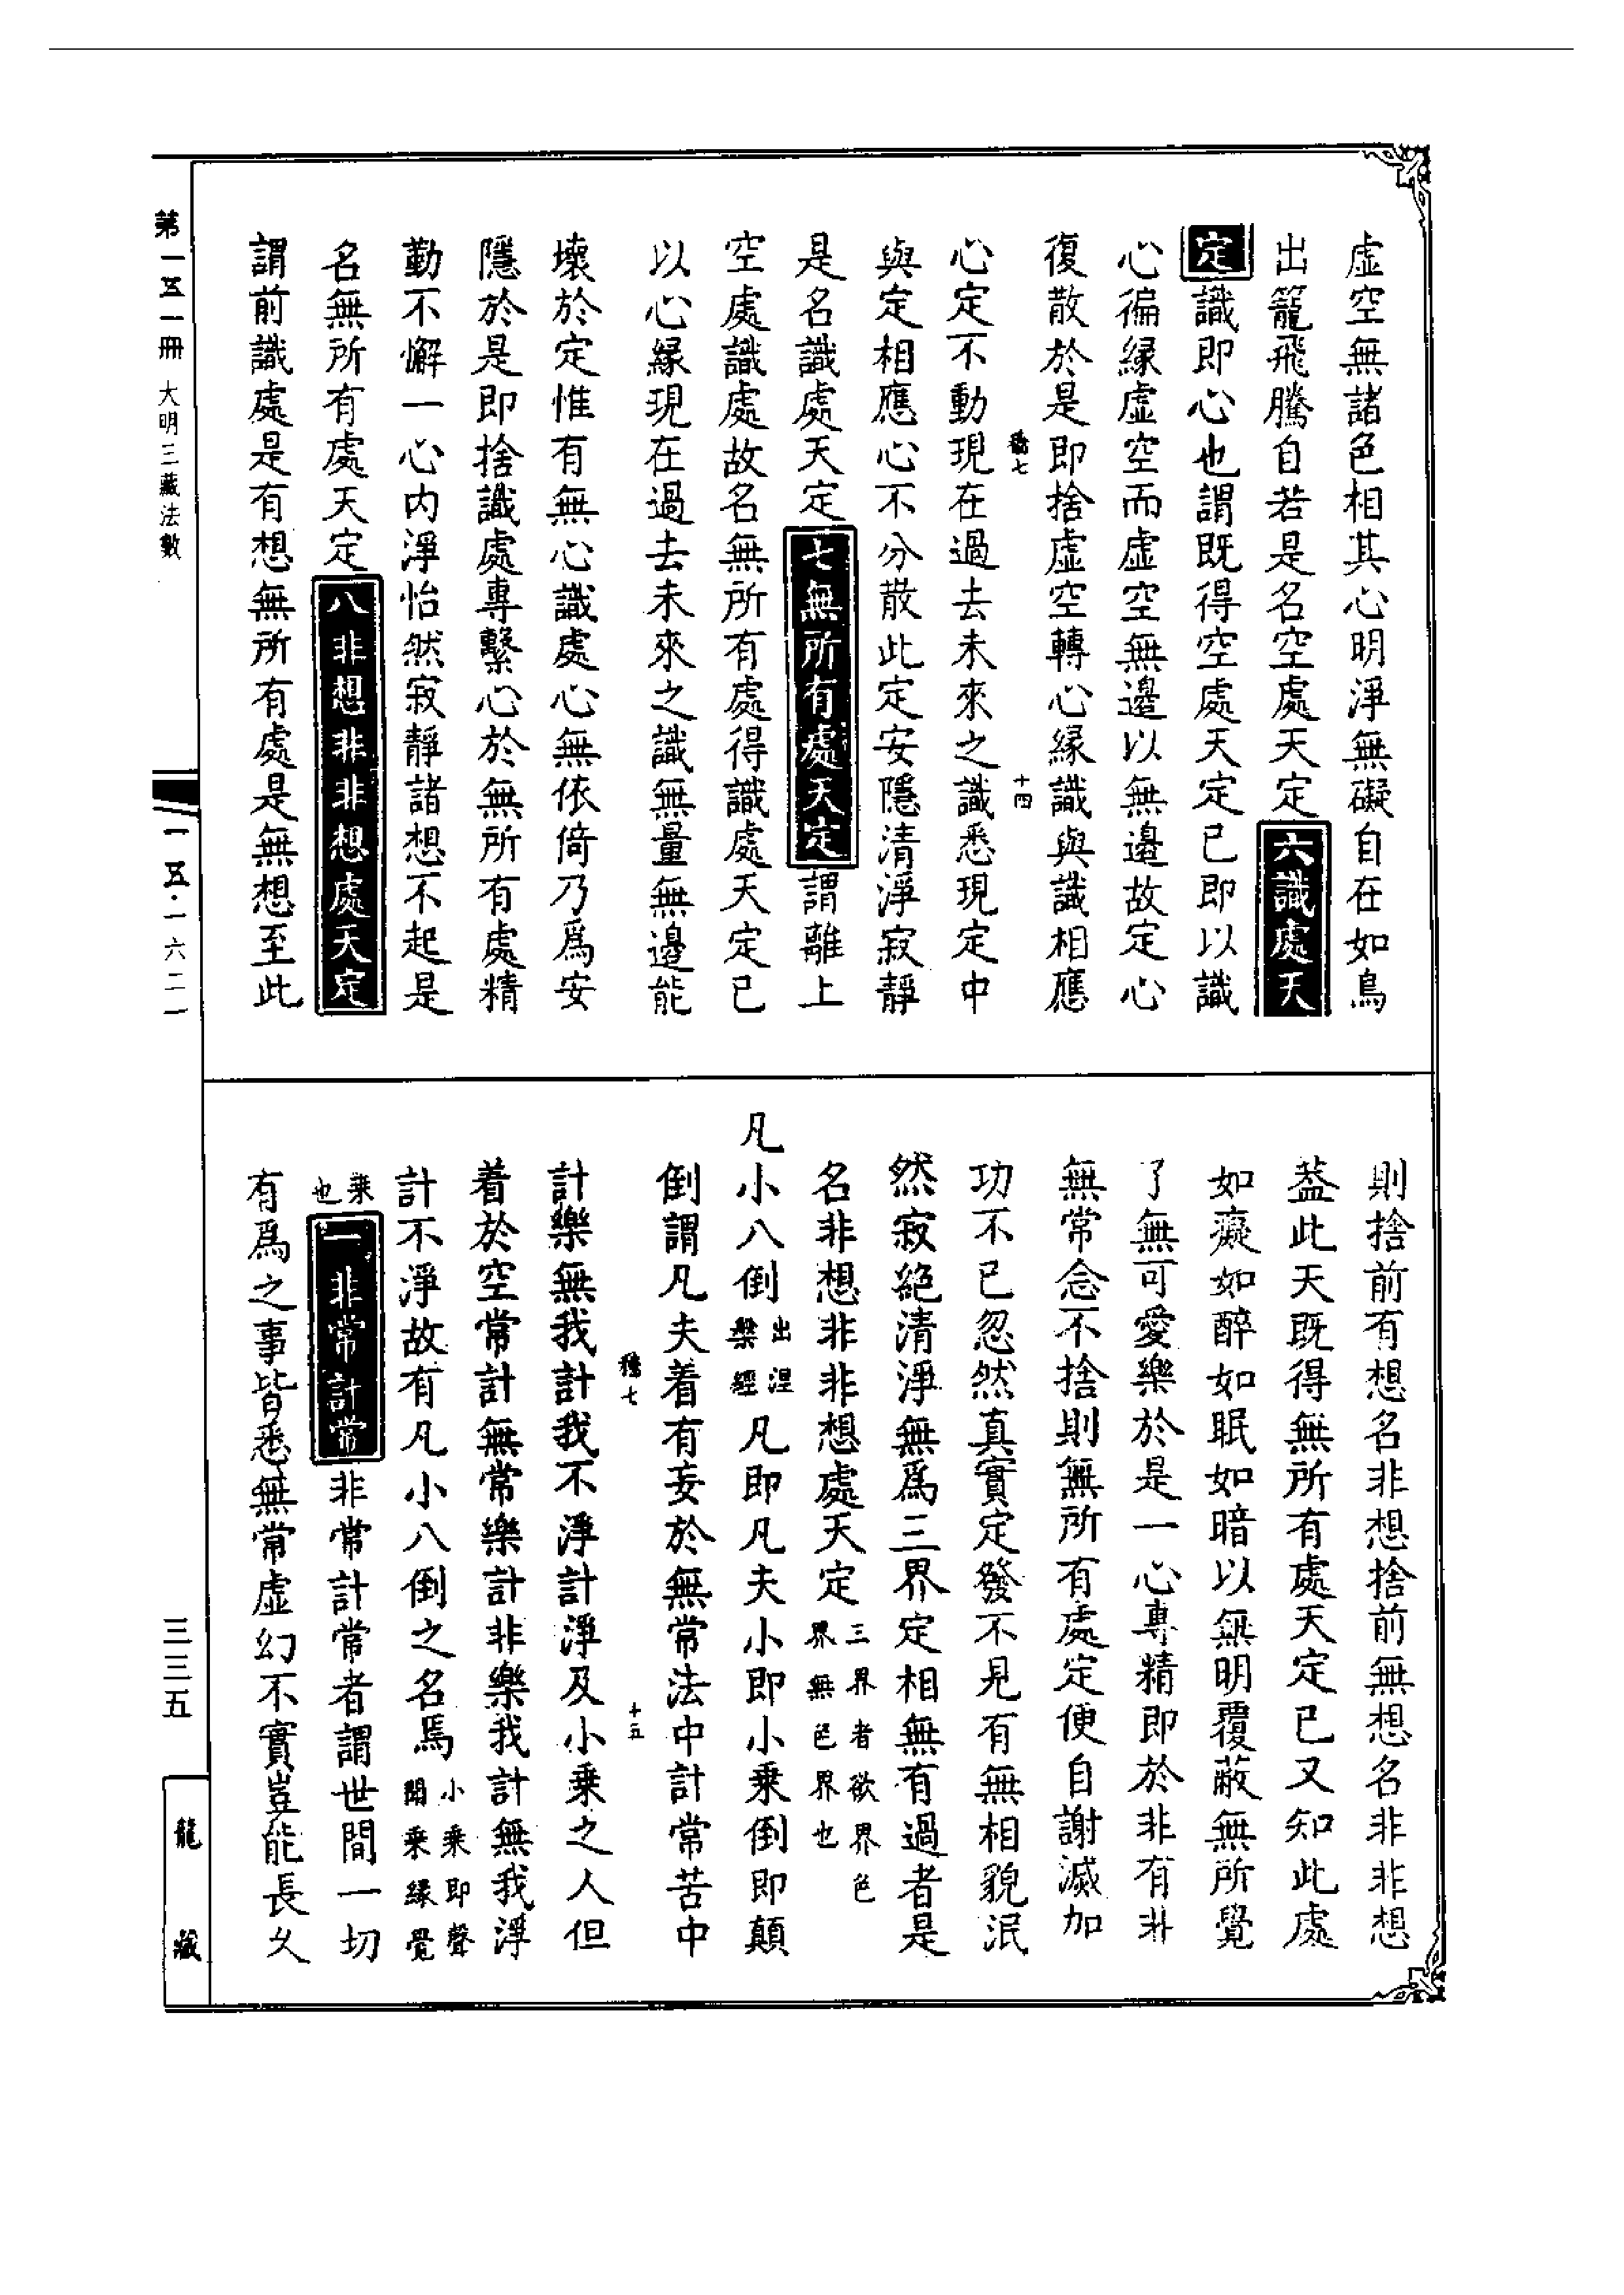 虛空無諸色相其心明淨無礙自在如鳥
出籠飛騰自若是名空處天定六識處天
定識即心也謂既得空處天定已即以識
心徧緣虛空而虛空無邊以無邊故定心
復散於是即捨虛空轉心緣識與識相應
七
十四
心定不動現在過去未來之識悉現定中
與定相應心不分散此定安隱清淨寂靜
是名識處天定七無所有處天定謂離上
空處識處故名無所有處得識處天定已
以心緣現在過去未來之識無量無邊能
壞於定惟有無心識處心無依倚乃爲安
隱於是即捨識處專繫心於無所有處精
勤不懈一心内淨怡然寂靜諸想不起是
名無所有處天定八非想非非想處天定
謂前識處是有想無所有處是無想至此
則捨前有想名非想捨前無想名非非想
葢此天既得無所有處天定已又知此處
如癡如醉如眠如暗以無明覆蔽無所覺
了無可愛樂於是一心專精即於非有非
無常念不捨則無所有處定便自謝滅加
功不已忽然真實定發不見有無相貌泯
然寂絕清淨無爲三界定相無有過者是
名非想非非想處天定三界者欲界色
界無色界也
凡小八倒出涅
槃經凡即凡夫小即小乗倒即顛
倒謂凡夫着有妄於無常法中計常苦中
七
十五
計樂無我計我不淨計淨及小乗之人但
着於空常計無常樂計非樂我計無我淨
計不淨故有凡小八倒之名焉小乗即聲
聞乗緣覺
乗
也一非常計常非常計常者謂世間一切
有爲之事皆悉無常虛幻不實豈能長久
第一五一冊 大明三藏法數
一五·一六二一
三三五
龍藏